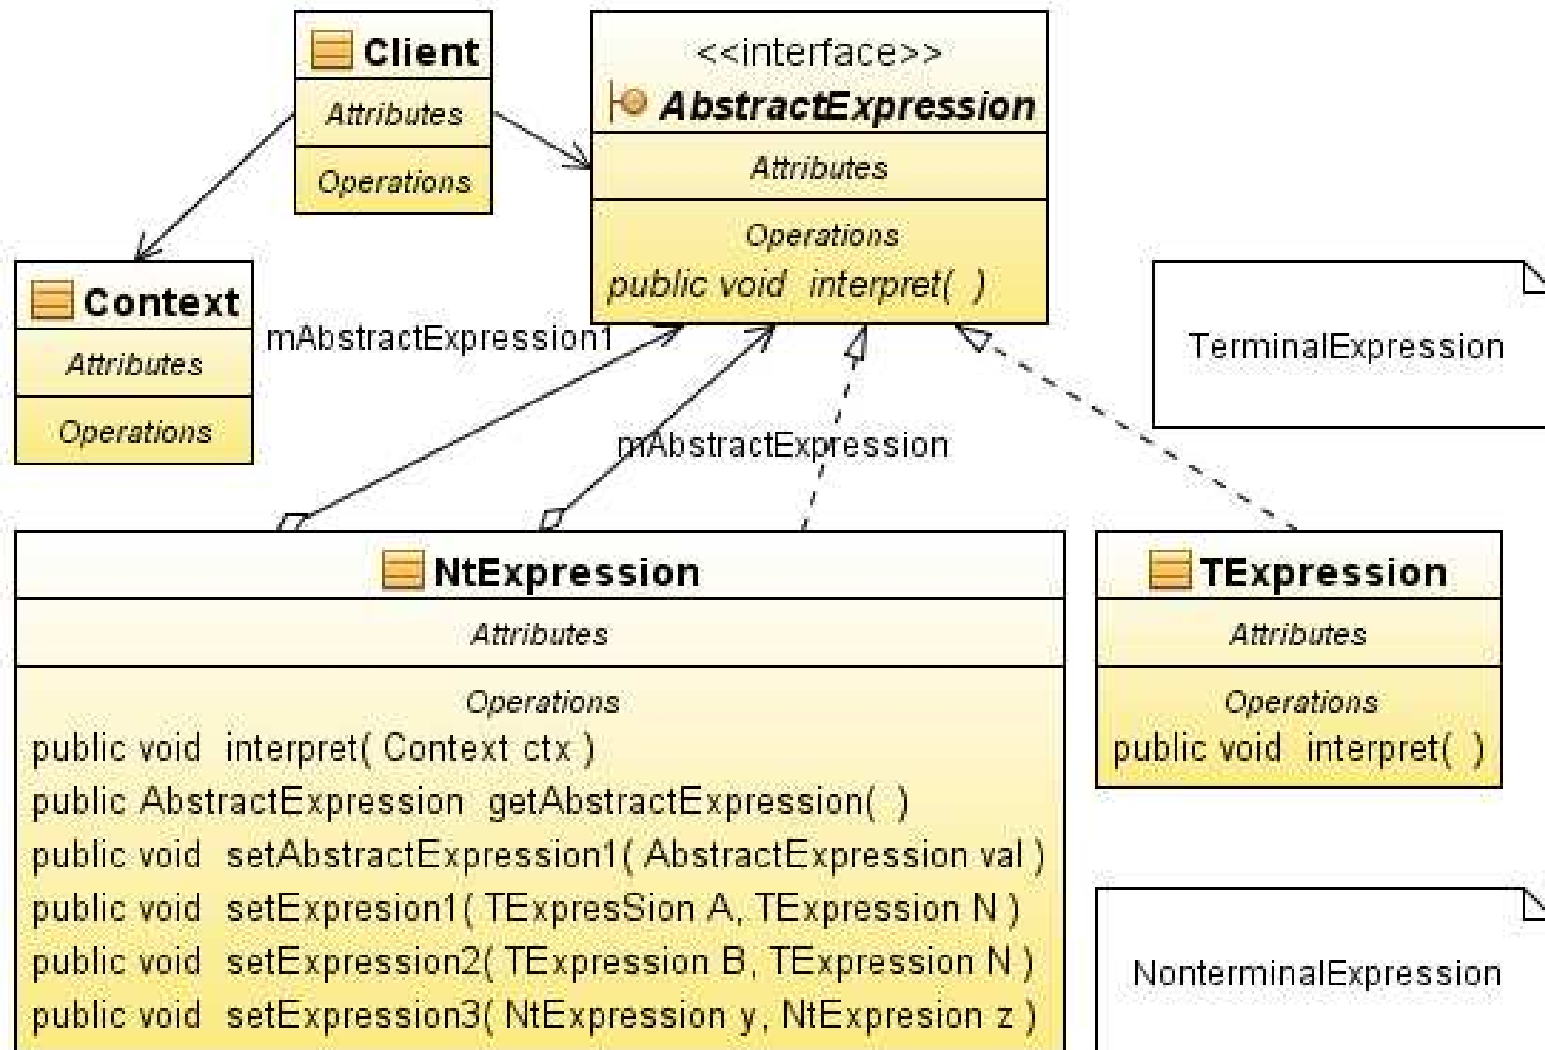 Client
Attributes
Operations
<<interface>>
AbstractExpression
Attributes
Operations
public void interpret( )
Context
Attributes
Operations
mAbstractExpression1
mAbstractExpression
TerminalExpression
NtExpression
Attributes
Operations
public void interpret( Context ctx )
public AbstractExpression getAbstractExpression( )
public void setAbstractExpression1( AbstractExpression val )
public void setExpresion1( TExpresSion A, TExpression N )
public void setExpression2( TExpression B, TExpression N )
public void setExpression3( NtExpression y, NtExpresion z )
TExpression
Attributes
Operations
public void interpret( )
NonterminalExpression